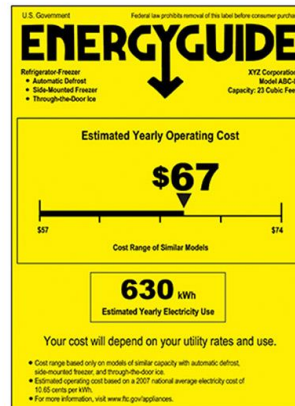 U.S. Government
Federal law prohibits removal of this label before consumer
ENERGYGUIDE
Refrigerator-Freezer
• Automatic Defrost
• Side-Mounted Freezer
• Through-the-Door Ice
XYZ Corporation
Model
Capacity: 23 Cubic
Estimated Yearly Operating Cost
$67
$57
$74
Cost Range of Similar Models
630 kWh
Estimated Yearly Electricity Use
Your cost will depend on your utility rates and use.
• Cost range based only on models of similar capacity with automatic defrost,
side-mounted freezer, and through-the-door ice.
• Estimated operating cost based on a 2007 national average electricity cost of
10.65 cents per kWh.
• For more information, visit www.ftc.gov/appliances.